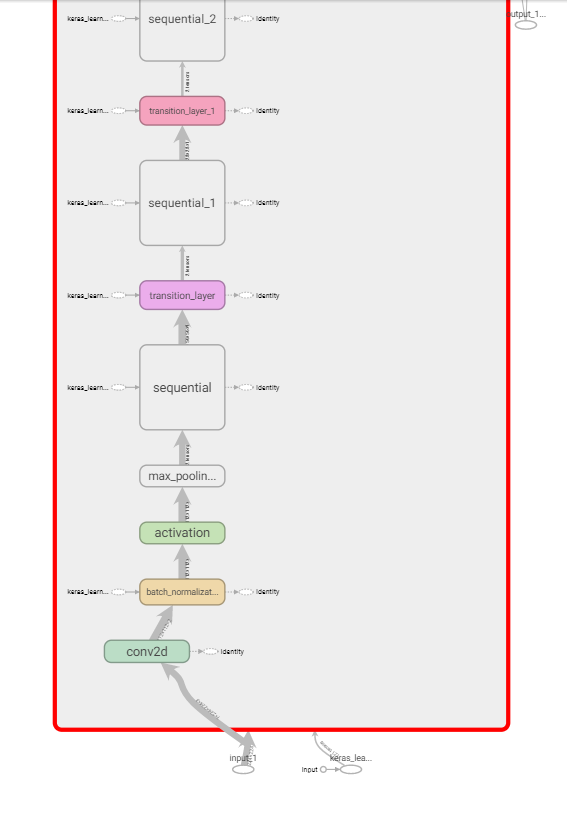 keras_learn... sequential_2 Identity
output_1...
keras_learn... transition_layer_1 Identity
keras_learn... sequential_1 Identity
keras_learn... transition_layer Identity
keras_learn... sequential Identity
max_poolin...
activation
keras_learn... batch_normalizat... Identity
conv2d Identity
input_1
keras_lea...
Input